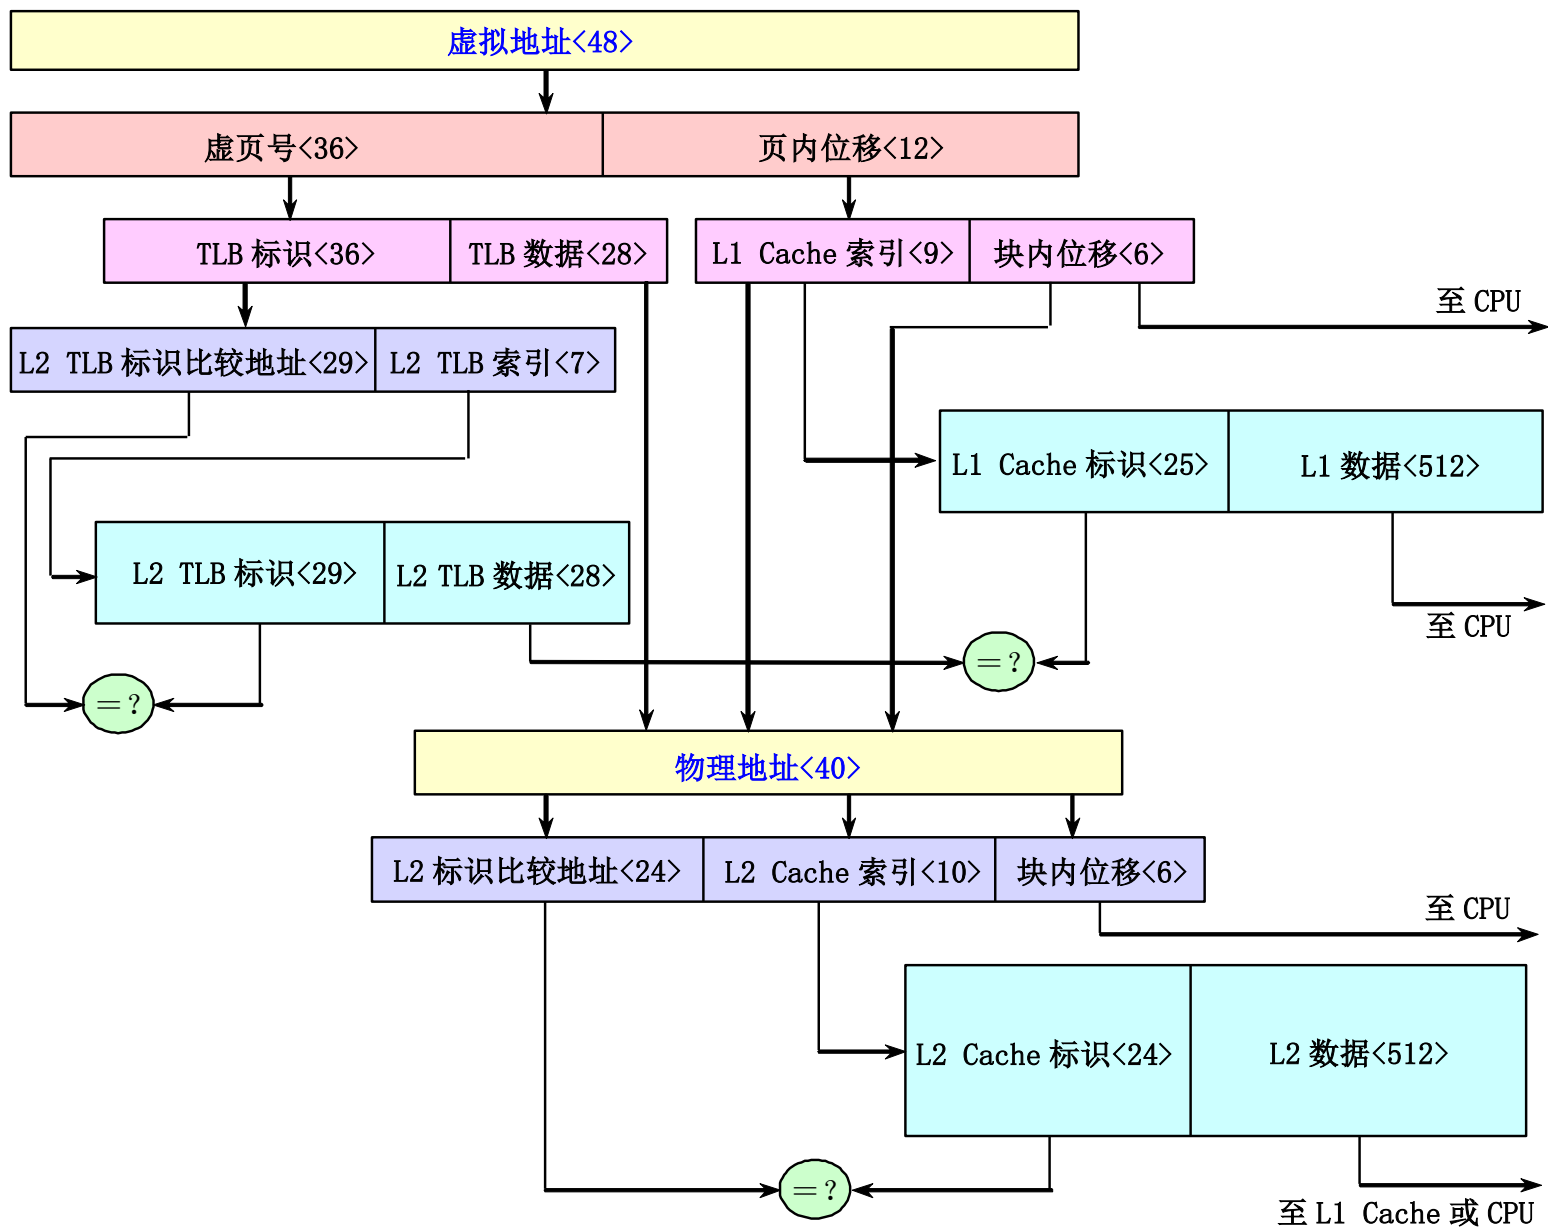 虚拟地址<48>
虚页号<36>
页内位移<12>
TLB 标识<36>
TLB 数据<28>
L1 Cache 索引<9>
块内位移<6>
至 CPU
L2 TLB 标识比较地址<29>
L2 TLB 索引<7>
L1 Cache 标识<25>
L1 数据<512>
L2 TLB 标识<29>
L2 TLB 数据<28>
至 CPU
=?
=?
物理地址<40>
L2 标识比较地址<24>
L2 Cache 索引<10>
块内位移<6>
至 CPU
L2 Cache 标识<24>
L2 数据<512>
=?
至 L1 Cache 或 CPU